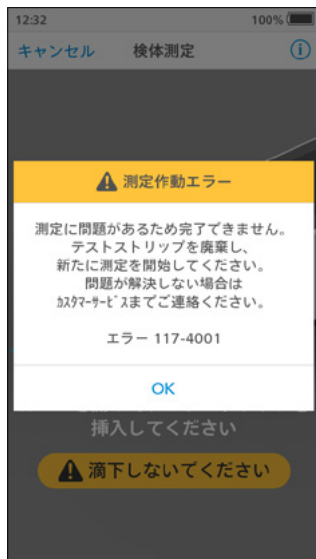 12:32 100%
キャンセル 検体測定
測定作動エラー
測定に問題があるため完了できません。
テストストリップを廃棄し、
新たに測定を開始してください。
問題が解決しない場合は
ｶｽﾀﾏｰｻｰﾋﾞｽまでご連絡ください。
エラー 117-4001
OK
挿入してください
滴下しないでください